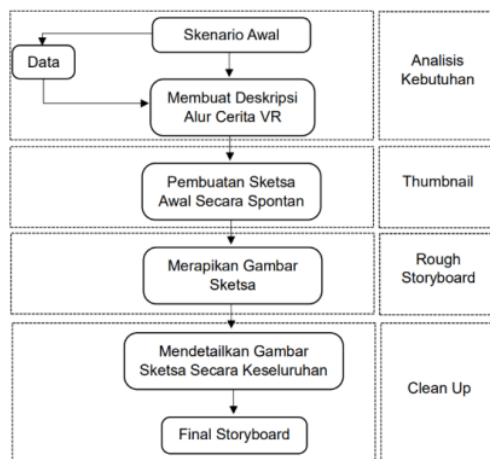 Skenario Awal
Data
Membuat Deskripsi
Alur Cerita VR
Analisis
Kebutuhan
Pembuatan Sketsa
Awal Secara Spontan
Thumbnail
Merapikan Gambar
Sketsa
Rough
Storyboard
Mendetailkan Gambar
Sketsa Secara Keseluruhan
Final Storyboard
Clean Up